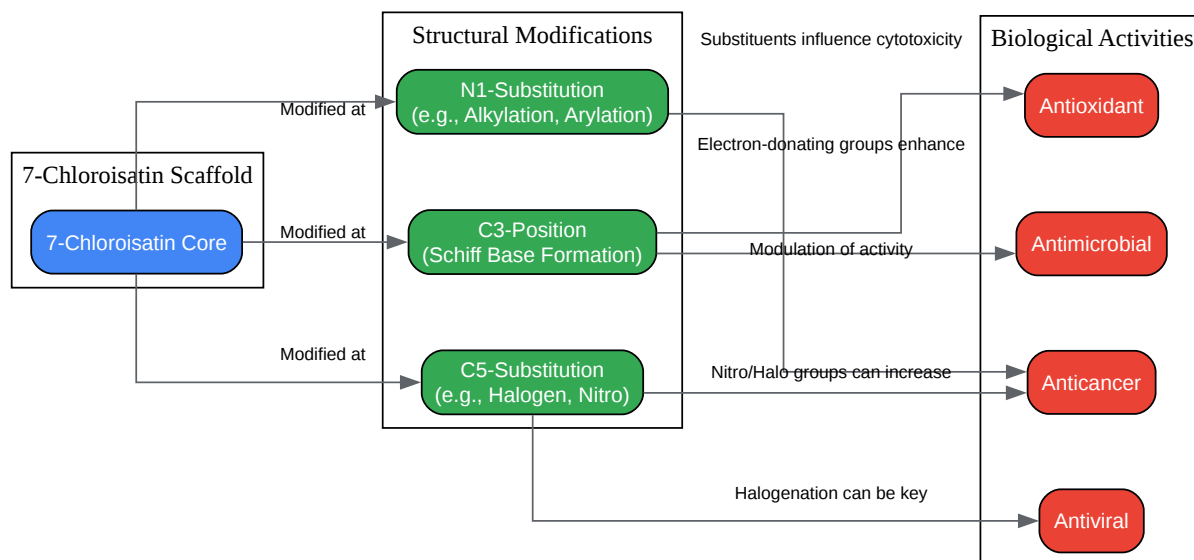 Structural Modifications
Substituents influence cytotoxicity
Biological Activities
N1-Substitution
(e.g., Alkylation, Arylation)
Modified at
Antioxidant
Electron-donating groups enhance
7-Chloroisatin Scaffold
7-Chloroisatin Core
Modified at
C3-Position
(Schiff Base Formation)
Modulation of activity
Antimicrobial
Modified at
C5-Substitution
(e.g., Halogen, Nitro)
Nitro/Halo groups can increase
Anticancer
Halogenation can be key
Antiviral